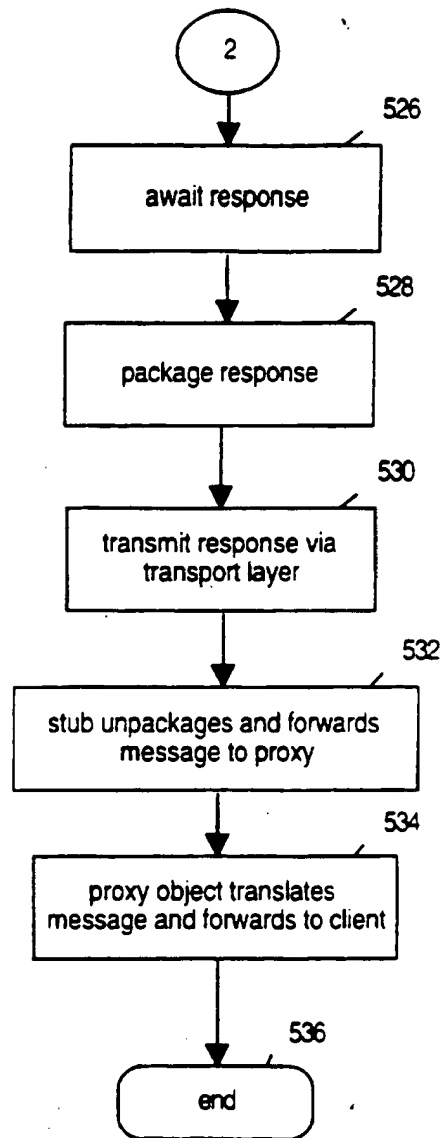 2
526
await response
528
package response
530
transmit response via
transport layer
532
stub unpackages and forwards
message to proxy
534
proxy object translates
message and forwards to client
536
end